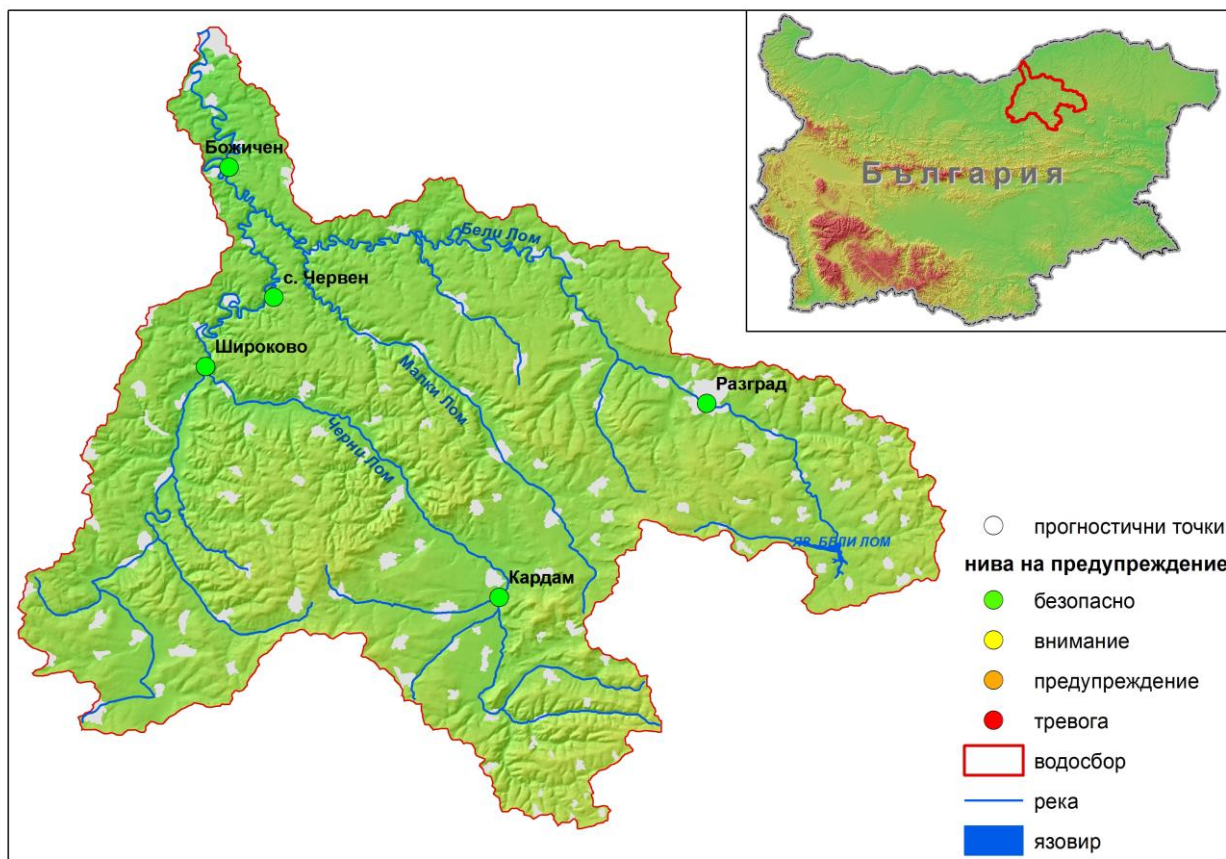 Божичен
Бели Лом
с. Червен
Широково
Малки Лом
Разград
Черни Лом
ЯЗ. БЕЛИ ЛОМ
Кардам
България
прогностични точки
нива на предупреждение
безопасно
внимание
предупреждение
тревога
водосбор
река
язовир